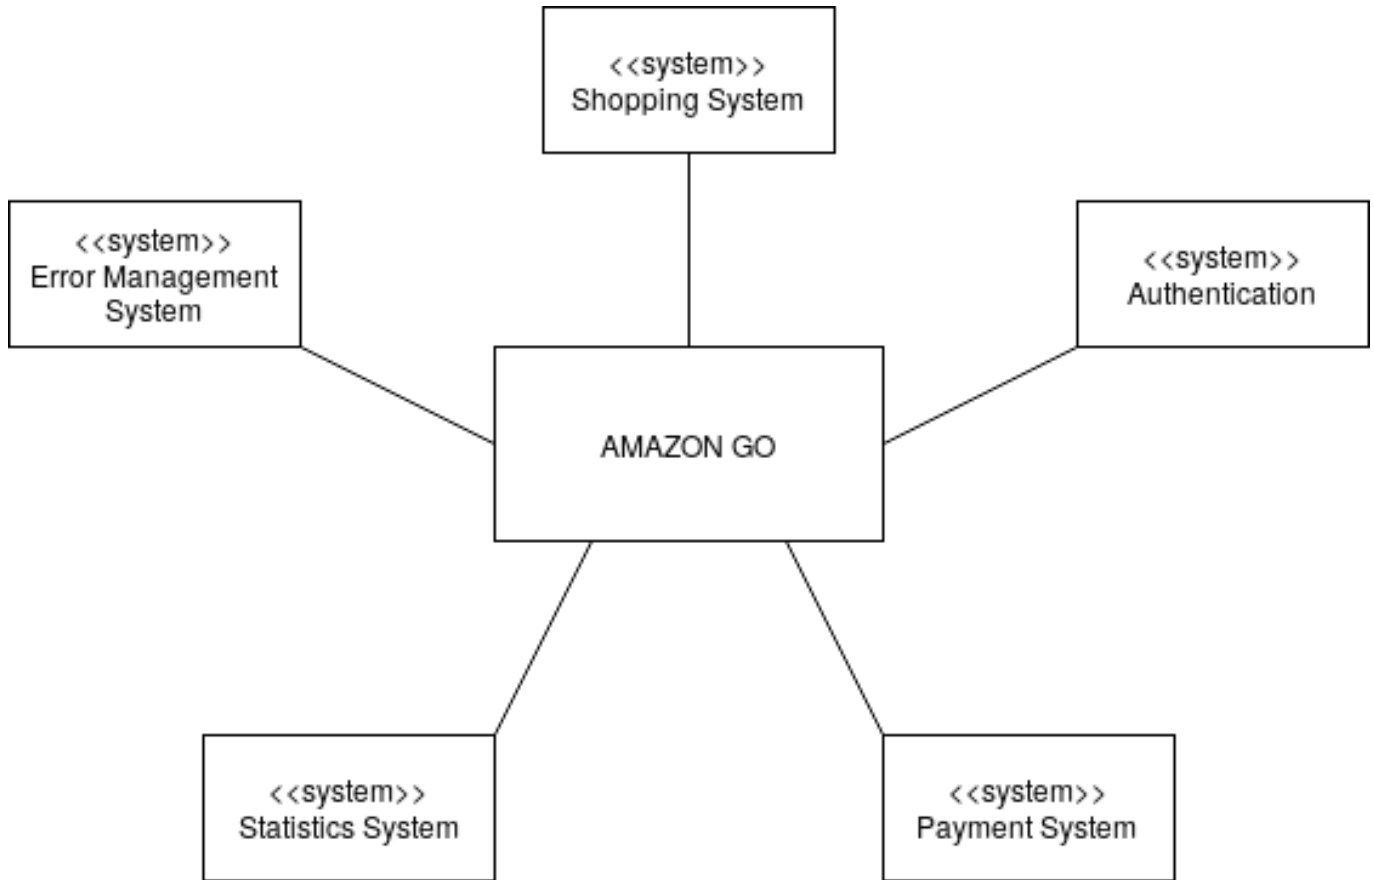 <<system>>
Shopping System
<<system>>
Error Management
System
<<system>>
Authentication
AMAZON GO
<<system>>
Statistics System
<<system>>
Payment System